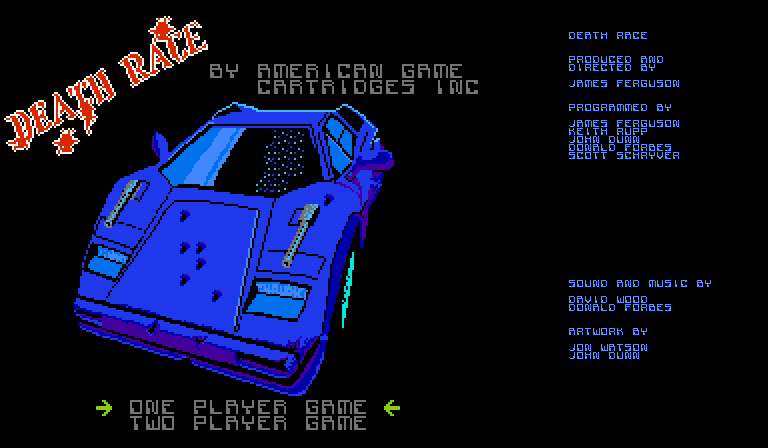 DEATH RACE
BY AMERICAN GAME
CARTRIDGES INC
ONE PLAYER GAME
TWO PLAYER GAME
DEATH RACE
PRODUCED AND
DIRECTED BY
JAMES FERGUSON
PROGRAMMED BY
JAMES FERGUSON
KEITH RUPP
JOHN DUNN
DONALD FORBES
SCOTT SCHRYVER
SOUND AND MUSIC BY
DAVID WOOD
DONALD FORBES
ARTWORK BY
JON WATSON
JOHN DUNN